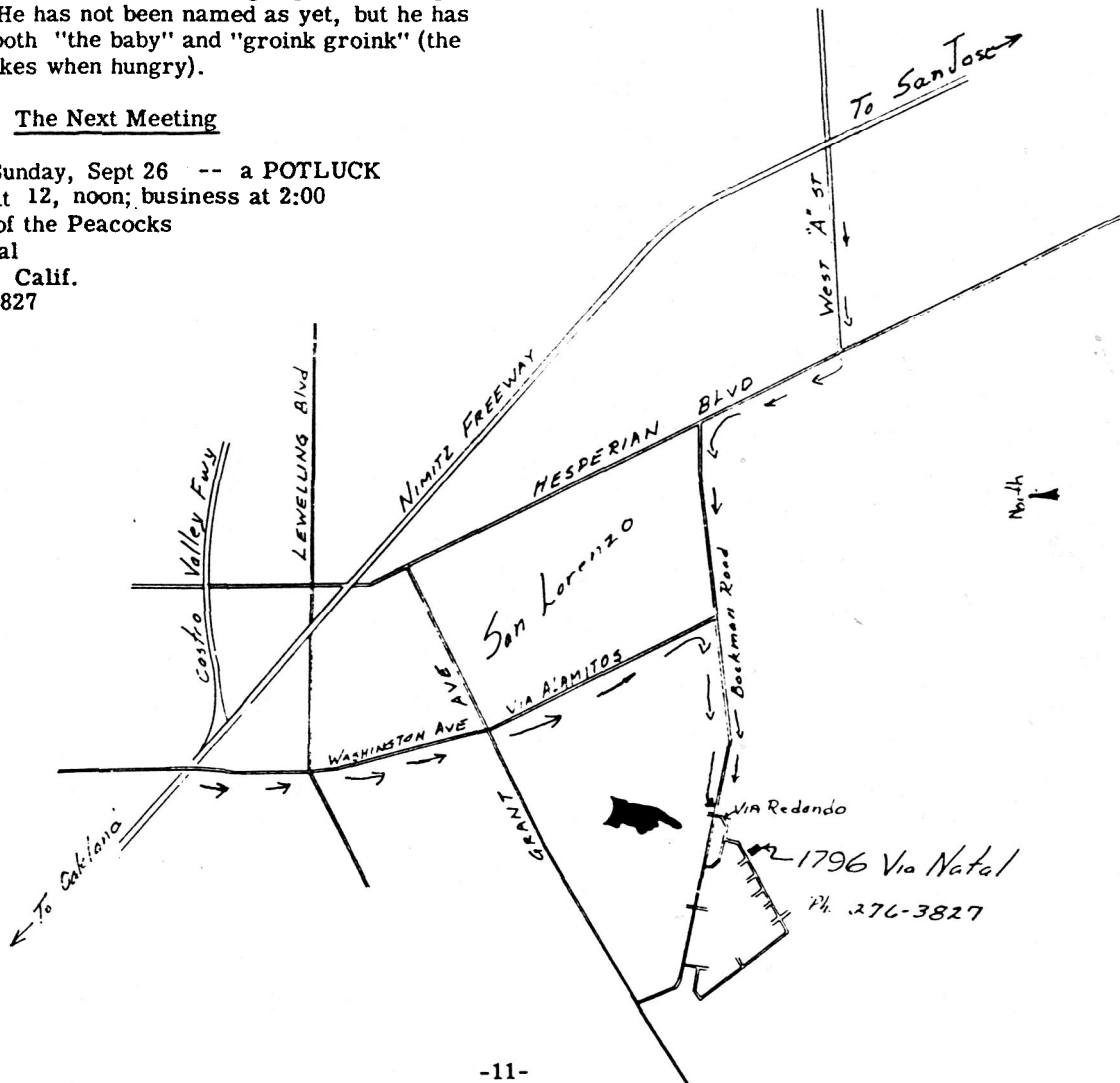 He has not been named as yet, but he has
both "the baby" and "groink groink" (the
kes when hungry).
The Next Meeting
Sunday, Sept 26 -- a POTLUCK
at 12, noon; business at 2:00
of the Peacocks
al
Calif.
827
To San Jose
West "A" ST
NIMITZ FREEWAY
LEWELLING Blvd
Castro Valley Fwy
HESPERIAN BLVD
North
San Lorenzo
Bockman Road
VIA ALAMITOS
WASHINGTON AVE
GRANT AVE
VIA Redondo
To Oakland
1796 Via Natal
Ph. 276-3827
-11-